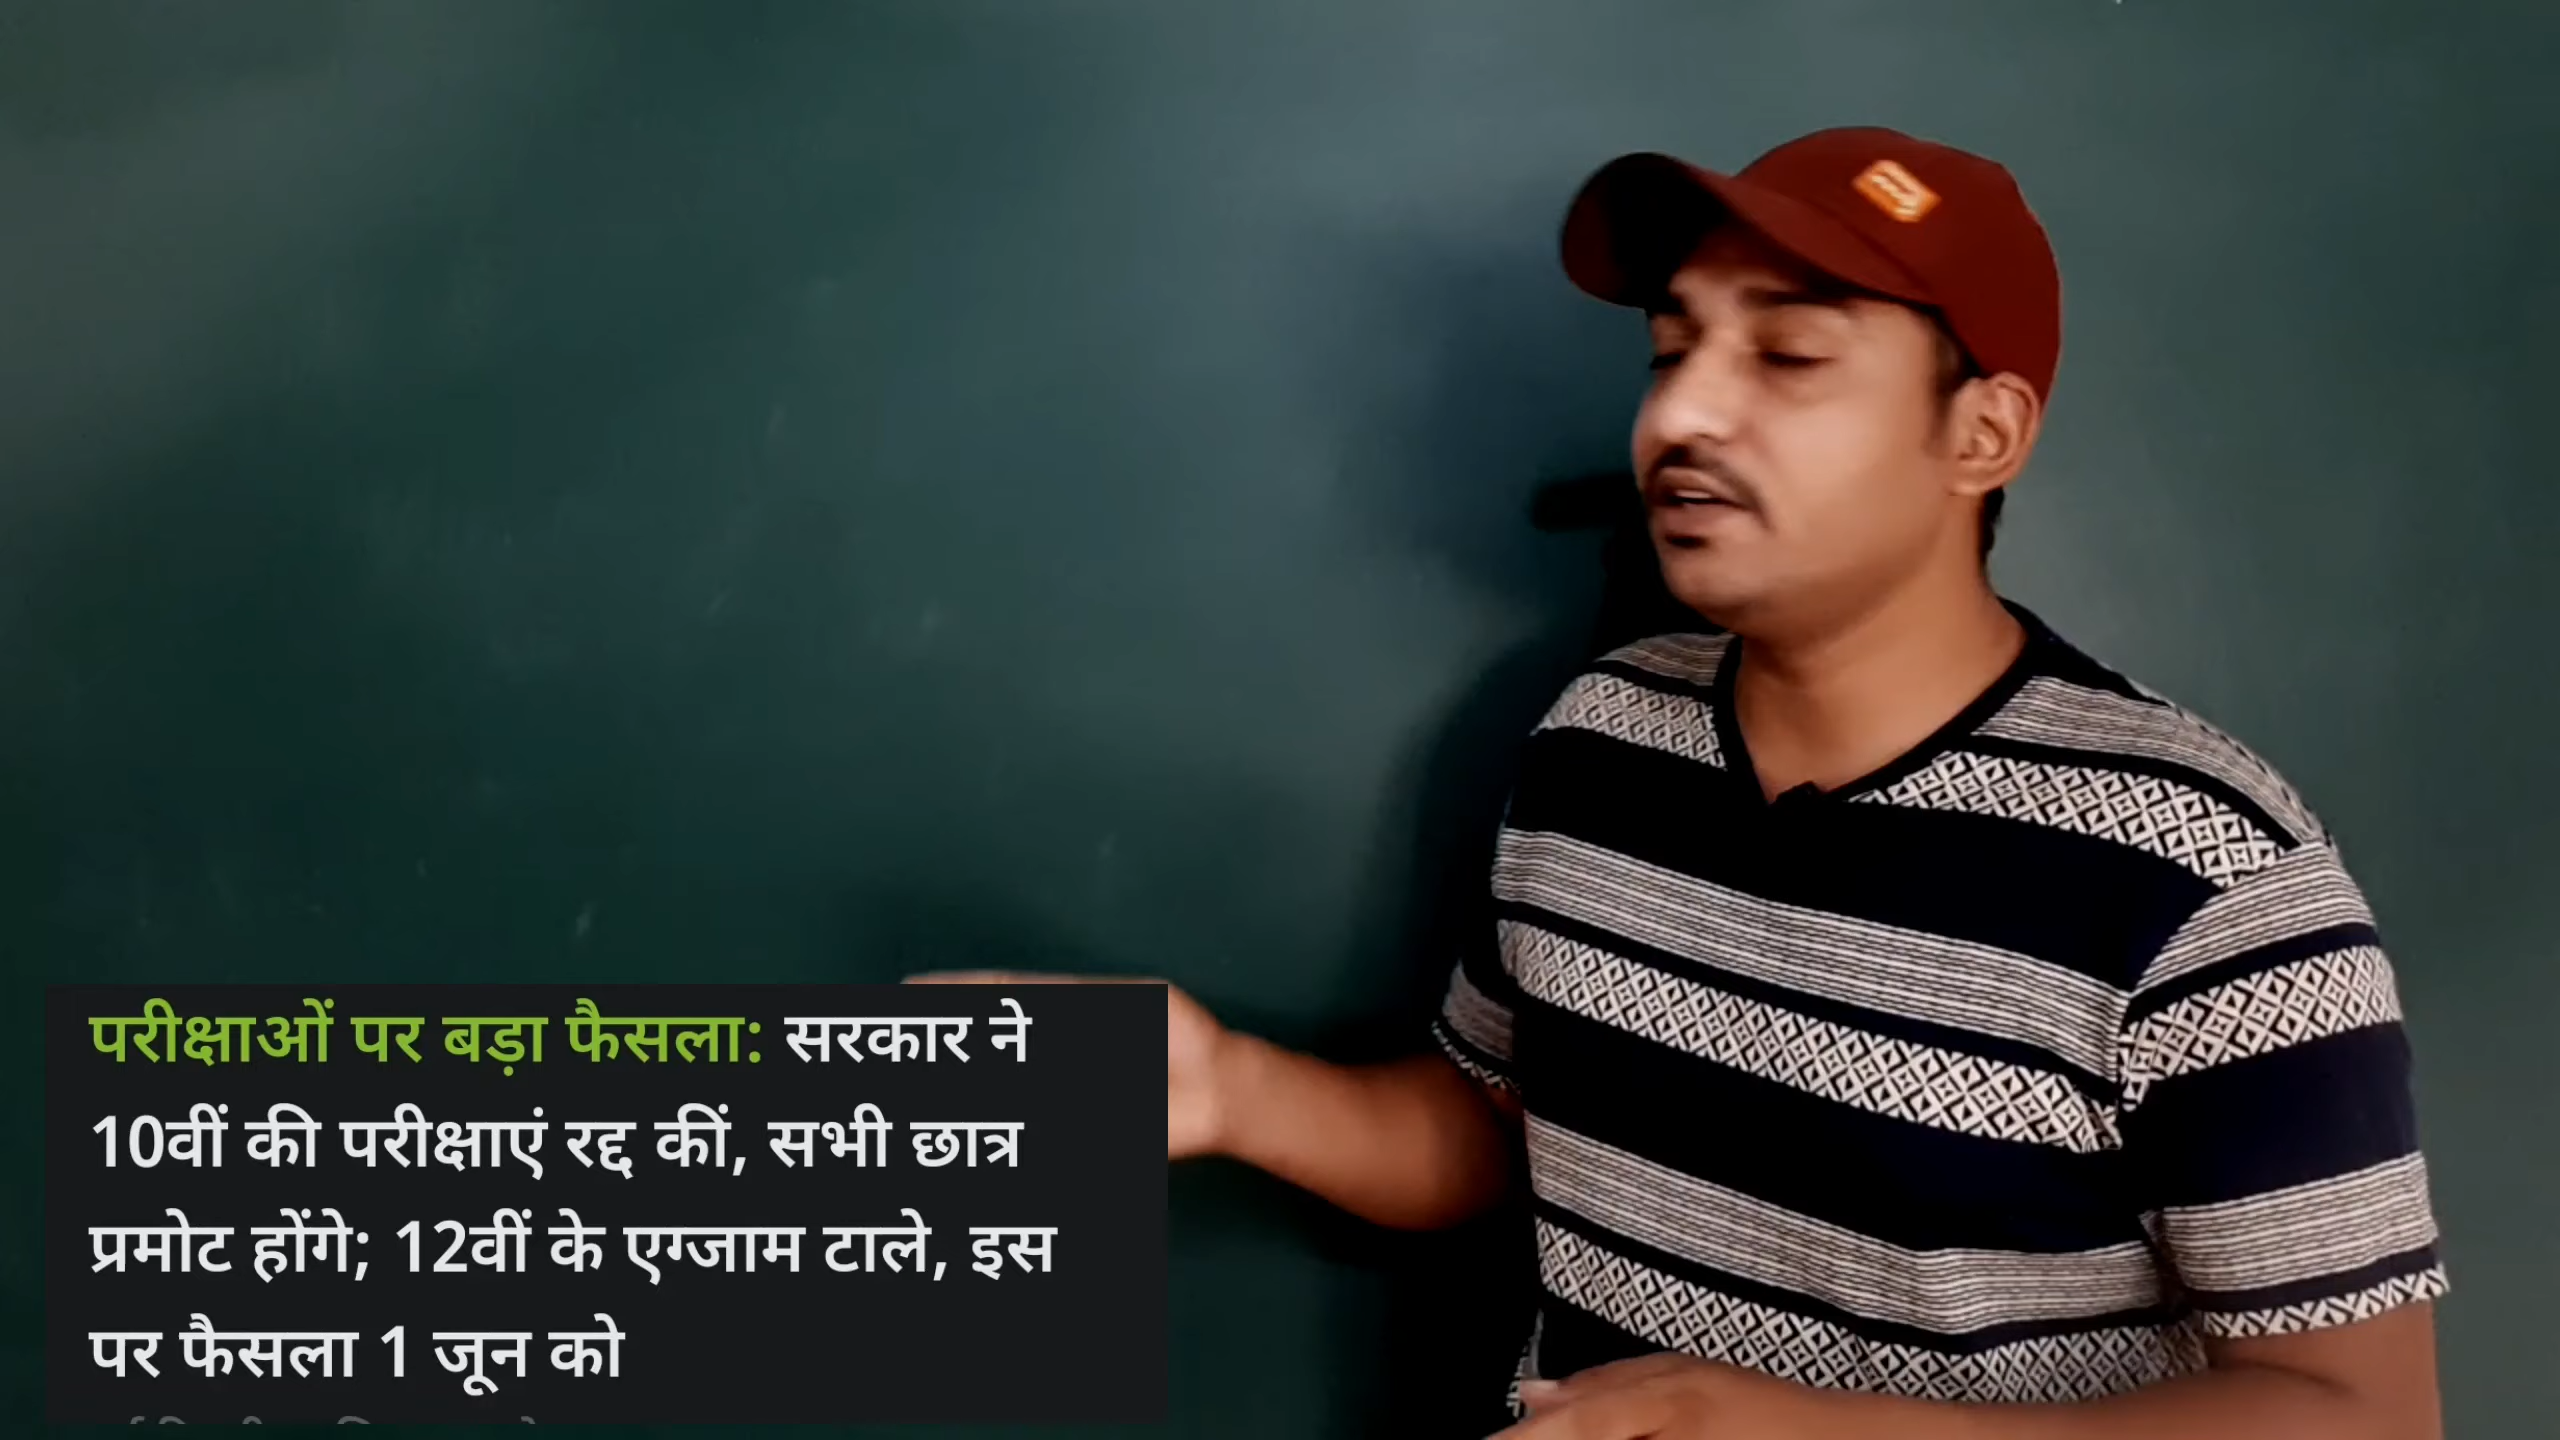 परीक्षाओं पर बड़ा फैसला: सरकार ने
10वीं की परीक्षाएं रद्द कीं, सभी छात्र
प्रमोट होंगे; 12वीं के एग्जाम टाले, इस
पर फैसला 1 जून को